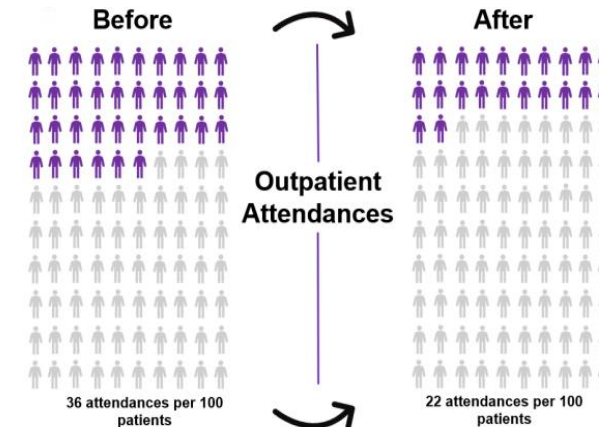 Before
After
Outpatient
Attendances
36 attendances per 100
patients
22 attendances per 100
patients